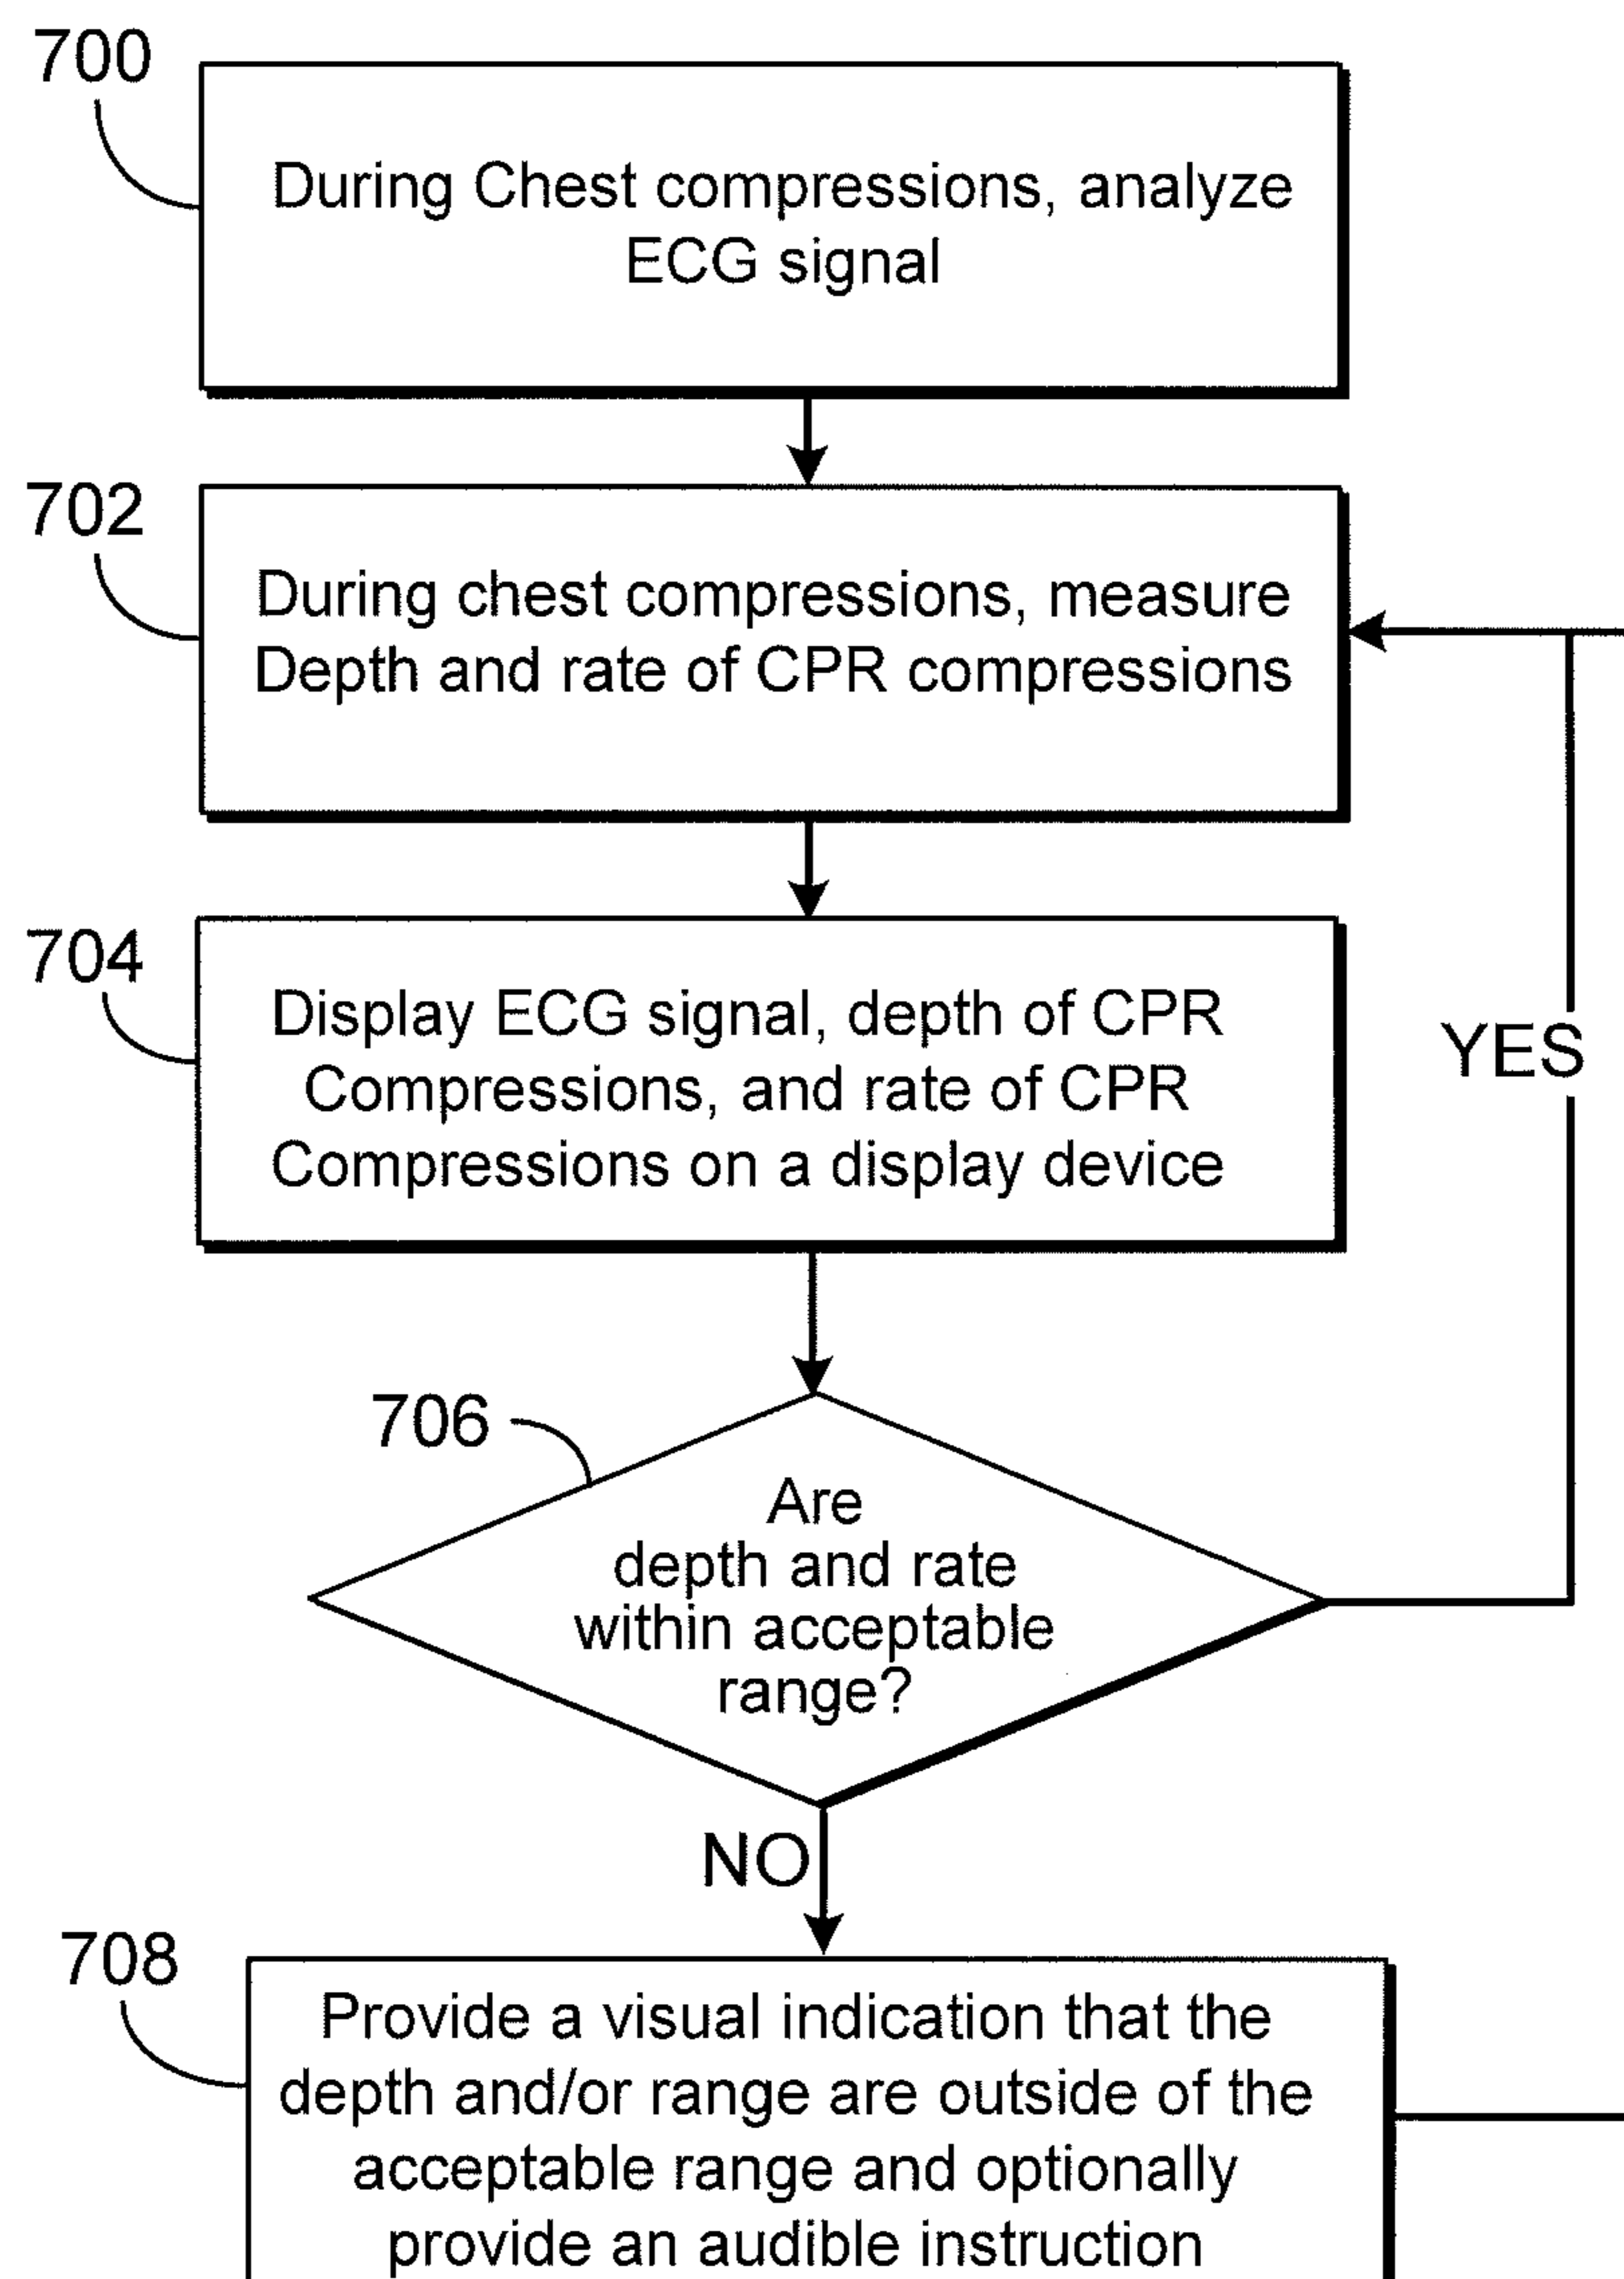 700
During Chest compressions, analyze
ECG signal
702
During chest compressions, measure
Depth and rate of CPR compressions
704
Display ECG signal, depth of CPR
Compressions, and rate of CPR
Compressions on a display device
YES
706
Are
depth and rate
within acceptable
range?
NO
708
Provide a visual indication that the
depth and/or range are outside of the
acceptable range and optionally
provide an audible instruction